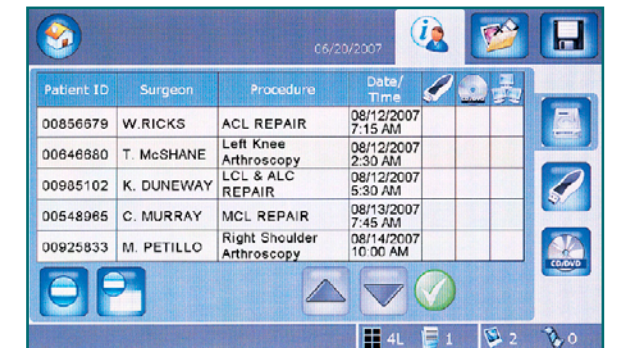 06/20/2007
Patient ID Surgeon Procedure Date/
Time
00856679 W.RICKS ACL REPAIR 08/12/2007
7:15 AM
00646680 T. McSHANE Left Knee
Arthroscopy 08/12/2007
2:30 AM
00985102 K. DUNEWAY LCL & ALC
REPAIR 08/12/2007
5:30 AM
00548965 C. MURRAY MCL REPAIR 08/13/2007
7:45 AM
00925833 M. PETILLO Right Shoulder
Arthroscopy 08/14/2007
10:00 AM
CD/DVD
4L 1 2 0